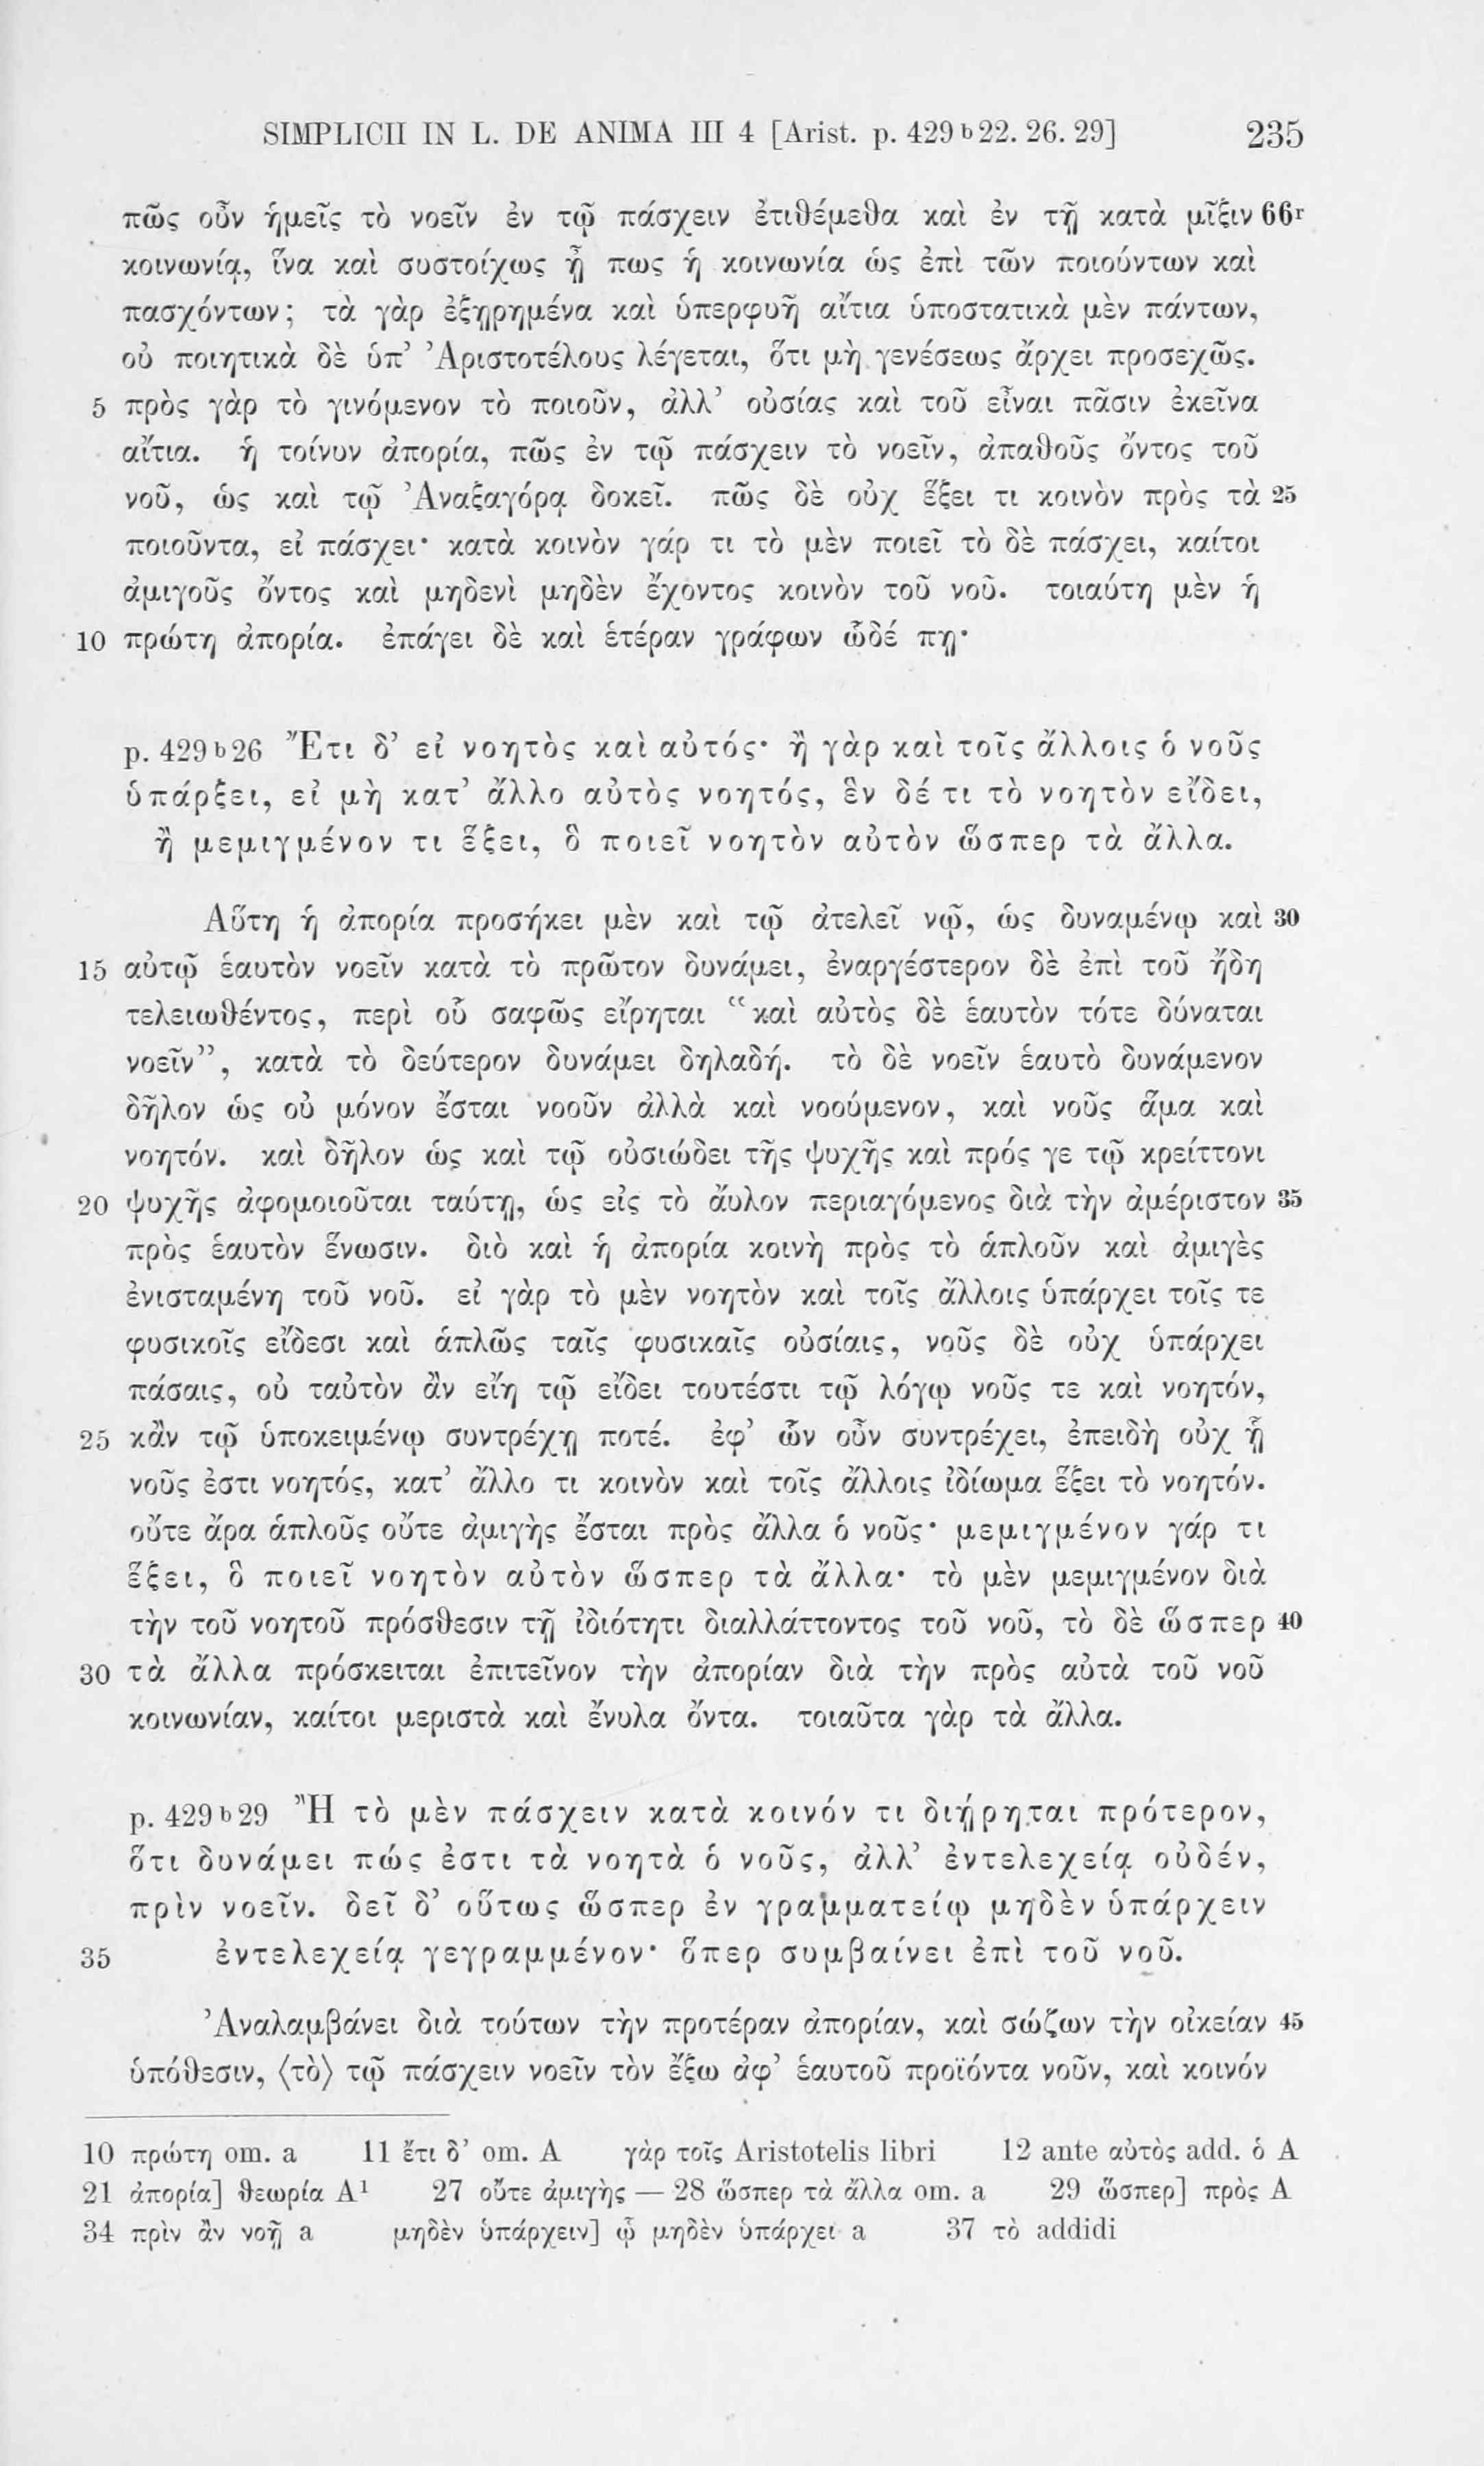 SIMPLICII IN L. DE ANIMA III 4 [Arist. p. 429 b 22. 26. 29] 235
πῶς οὖν ἡμεῖς τὸ νοεῖν ἐν τῷ πάσχειν ἐτιθέμεθα καὶ ἐν τῇ κατὰ μῖξιν 66r
κοινωνίᾳ, ἵνα καὶ συστοίχως ᾖ πως ἡ κοινωνία ὡς ἐπὶ τῶν ποιούντων καὶ
πασχόντων; τὰ γὰρ ἐξῃρημένα καὶ ὑπερφυῆ αἴτια ὑποστατικὰ μὲν πάντων,
οὐ ποιητικὰ δὲ ὑπ’ Ἀριστοτέλους λέγεται, ὅτι μὴ γενέσεως ἄρχει προσεχῶς.
5 πρὸς γὰρ τὸ γινόμενον τὸ ποιοῦν, ἀλλ’ οὐσίας καὶ τοῦ εἶναι πᾶσιν ἐκεῖνα
αἴτια. ἡ τοίνυν ἀπορία, πῶς ἐν τῷ πάσχειν τὸ νοεῖν, ἀπαθοῦς ὄντος τοῦ
νοῦ, ὡς καὶ τῷ Ἀναξαγόρᾳ δοκεῖ. πῶς δὲ οὐχ ἕξει τι κοινὸν πρὸς τὰ 25
ποιοῦντα, εἰ πάσχει· κατὰ κοινὸν γάρ τι τὸ μὲν ποιεῖ τὸ δὲ πάσχει, καίτοι
ἀμιγοῦς ὄντος καὶ μηδενὶ μηδὲν ἔχοντος κοινὸν τοῦ νοῦ. τοιαύτη μὲν ἡ
10 πρώτη ἀπορία. ἐπάγει δὲ καὶ ἑτέραν γράφων ὧδέ πῃ·
p. 429 b 26 Ἔτι δ’ εἰ νοητὸς καὶ αὐτός· ἢ γὰρ καὶ τοῖς ἄλλοις ὁ νοῦς
ὑπάρξει, εἰ μὴ κατ’ ἄλλο αὐτὸς νοητός, ἓν δέ τι τὸ νοητὸν εἴδει,
ἢ μεμιγμένον τι ἕξει, ὃ ποιεῖ νοητὸν αὐτὸν ὥσπερ τὰ ἄλλα.
Αὕτη ἡ ἀπορία προσήκει μὲν καὶ τῷ ἀτελεῖ νῷ, ὡς δυναμένῳ καὶ 30
15 αὐτῷ ἑαυτὸν νοεῖν κατὰ τὸ πρῶτον δυνάμει, ἐναργέστερον δὲ ἐπὶ τοῦ ἤδη
τελειωθέντος, περὶ οὗ σαφῶς εἴρηται “καὶ αὐτὸς δὲ ἑαυτὸν τότε δύναται
νοεῖν”, κατὰ τὸ δεύτερον δυνάμει δηλαδή. τὸ δὲ νοεῖν ἑαυτὸ δυνάμενον
δῆλον ὡς οὐ μόνον ἔσται νοοῦν ἀλλὰ καὶ νοούμενον, καὶ νοῦς ἅμα καὶ
νοητόν. καὶ δῆλον ὡς καὶ τῷ οὐσιώδει τῆς ψυχῆς καὶ πρός γε τῷ κρείττονι
20 ψυχῆς ἀφομοιοῦται ταύτῃ, ὡς εἰς τὸ ἄυλον περιαγόμενος διὰ τὴν ἀμέριστον 35
πρὸς ἑαυτὸν ἕνωσιν. διὸ καὶ ἡ ἀπορία κοινὴ πρὸς τὸ ἁπλοῦν καὶ ἀμιγὲς
ἐνισταμένη τοῦ νοῦ. εἰ γὰρ τὸ μὲν νοητὸν καὶ τοῖς ἄλλοις ὑπάρχει τοῖς τε
φυσικοῖς εἴδεσι καὶ ἁπλῶς ταῖς φυσικαῖς οὐσίαις, νοῦς δὲ οὐχ ὑπάρχει
πάσαις, οὐ ταὐτὸν ἂν εἴη τῷ εἴδει τουτέστι τῷ λόγῳ νοῦς τε καὶ νοητόν,
25 κἂν τῷ ὑποκειμένῳ συντρέχῃ ποτέ. ἐφ’ ὧν οὖν συντρέχει, ἐπειδὴ οὐχ ᾗ
νοῦς ἐστι νοητός, κατ’ ἄλλο τι κοινὸν καὶ τοῖς ἄλλοις ἰδίωμα ἕξει τὸ νοητόν.
οὔτε ἄρα ἁπλοῦς οὔτε ἀμιγὴς ἔσται πρὸς ἄλλα ὁ νοῦς· μεμιγμένον γάρ τι
ἕξει, ὃ ποιεῖ νοητὸν αὐτὸν ὥσπερ τὰ ἄλλα· τὸ μὲν μεμιγμένον διὰ
τὴν τοῦ νοητοῦ πρόσθεσιν τῇ ἰδιότητι διαλλάττοντος τοῦ νοῦ, τὸ δὲ ὥσπερ 40
30 τὰ ἄλλα πρόσκειται ἐπιτεῖνον τὴν ἀπορίαν διὰ τὴν πρὸς αὐτὰ τοῦ νοῦ
κοινωνίαν, καίτοι μεριστὰ καὶ ἔνυλα ὄντα. τοιαῦτα γὰρ τὰ ἄλλα.
p. 429 b 29 Ἢ τὸ μὲν πάσχειν κατὰ κοινόν τι διῄρηται πρότερον,
ὅτι δυνάμει πώς ἐστι τὰ νοητὰ ὁ νοῦς, ἀλλ’ ἐντελεχείᾳ οὐδέν,
πρὶν νοεῖν. δεῖ δ’ οὕτως ὥσπερ ἐν γραμματείῳ μηδὲν ὑπάρχειν
35 ἐντελεχείᾳ γεγραμμένον· ὅπερ συμβαίνει ἐπὶ τοῦ νοῦ.
Ἀναλαμβάνει διὰ τούτων τὴν προτέραν ἀπορίαν, καὶ σώζων τὴν οἰκείαν 45
ὑπόθεσιν, ⟨τὸ⟩ τῷ πάσχειν νοεῖν τὸν ἔξω ἀφ’ ἑαυτοῦ προϊόντα νοῦν, καὶ κοινόν
10 πρώτη om. a 11 ἔτι δ’ om. A γὰρ τοῖς Aristotelis libri 12 ante αὐτὸς add. ὁ A
21 ἀπορία] θεωρία A¹ 27 οὔτε ἀμιγὴς — 28 ὥσπερ τὰ ἄλλα om. a 29 ὥσπερ] πρὸς A
34 πρὶν ἂν νοῇ a μηδὲν ὑπάρχειν] ᾧ μηδὲν ὑπάρχει a 37 τὸ addidi